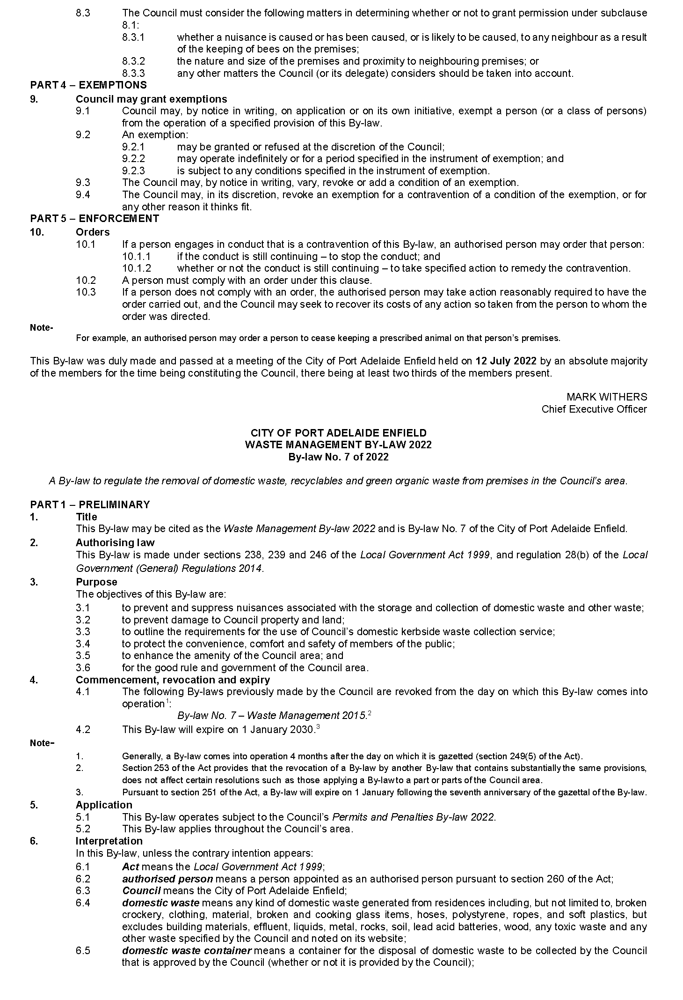 8.3 The Council must consider the following matters in determining whether or not to grant permission under subclause
8.1:
8.3.1 whether a nuisance is caused or has been caused, or is likely to be caused, to any neighbour as a result
of the keeping of bees on the premises;
8.3.2 the nature and size of the premises and proximity to neighbouring premises; or
8.3.3 any other matters the Council (or its delegate) considers should be taken into account.
PART 4 – EXEMPTIONS
9. Council may grant exemptions
9.1 Council may, by notice in writing, on application or on its own initiative, exempt a person (or a class of persons)
from the operation of a specified provision of this By-law.
9.2 An exemption:
9.2.1 may be granted or refused at the discretion of the Council;
9.2.2 may operate indefinitely or for a period specified in the instrument of exemption; and
9.2.3 is subject to any conditions specified in the instrument of exemption.
9.3 The Council may, by notice in writing, vary, revoke or add a condition of an exemption.
9.4 The Council may, in its discretion, revoke an exemption for a contravention of a condition of the exemption, or for
any other reason it thinks fit.
PART 5 – ENFORCEMENT
10. Orders
10.1 If a person engages in conduct that is a contravention of this By-law, an authorised person may order that person:
10.1.1 if the conduct is still continuing – to stop the conduct; and
10.1.2 whether or not the conduct is still continuing – to take specified action to remedy the contravention.
10.2 A person must comply with an order under this clause.
10.3 If a person does not comply with an order, the authorised person may take action reasonably required to have the
order carried out, and the Council may seek to recover its costs of any action so taken from the person to whom the
order was directed.
Note-
For example, an authorised person may order a person to cease keeping a prescribed animal on that person's premises.
This By-law was duly made and passed at a meeting of the City of Port Adelaide Enfield held on 12 July 2022 by an absolute majority
of the members for the time being constituting the Council, there being at least two thirds of the members present.
MARK WITHERS
Chief Executive Officer
CITY OF PORT ADELAIDE ENFIELD
WASTE MANAGEMENT BY-LAW 2022
By-law No. 7 of 2022
A By-law to regulate the removal of domestic waste, recyclables and green organic waste from premises in the Council's area.
PART 1 – PRELIMINARY
1. Title
This By-law may be cited as the Waste Management By-law 2022 and is By-law No. 7 of the City of Port Adelaide Enfield.
2. Authorising law
This By-law is made under sections 238, 239 and 246 of the Local Government Act 1999, and regulation 28(b) of the Local
Government (General) Regulations 2014.
3. Purpose
The objectives of this By-law are:
3.1 to prevent and suppress nuisances associated with the storage and collection of domestic waste and other waste;
3.2 to prevent damage to Council property and land;
3.3 to outline the requirements for the use of Council's domestic kerbside waste collection service;
3.4 to protect the convenience, comfort and safety of members of the public;
3.5 to enhance the amenity of the Council area; and
3.6 for the good rule and government of the Council area.
4. Commencement, revocation and expiry
4.1 The following By-laws previously made by the Council are revoked from the day on which this By-law comes into
operation1:
By-law No. 7 – Waste Management 2015.2
4.2 This By-law will expire on 1 January 2030.3
Note-
1. Generally, a By-law comes into operation 4 months after the day on which it is gazetted (section 249(5) of the Act).
2. Section 253 of the Act provides that the revocation of a By-law by another By-law that contains substantially the same provisions,
does not affect certain resolutions such as those applying a By-law to a part or parts of the Council area.
3. Pursuant to section 251 of the Act, a By-law will expire on 1 January following the seventh anniversary of the gazettal of the By-law.
5. Application
5.1 This By-law operates subject to the Council's Permits and Penalties By-law 2022.
5.2 This By-law applies throughout the Council's area.
6. Interpretation
In this By-law, unless the contrary intention appears:
6.1 Act means the Local Government Act 1999;
6.2 authorised person means a person appointed as an authorised person pursuant to section 260 of the Act;
6.3 Council means the City of Port Adelaide Enfield;
6.4 domestic waste means any kind of domestic waste generated from residences including, but not limited to, broken
crockery, clothing, material, broken and cooking glass items, hoses, polystyrene, ropes, and soft plastics, but
excludes building materials, effluent, liquids, metal, rocks, soil, lead acid batteries, wood, any toxic waste and any
other waste specified by the Council and noted on its website;
6.5 domestic waste container means a container for the disposal of domestic waste to be collected by the Council
that is approved by the Council (whether or not it is provided by the Council);